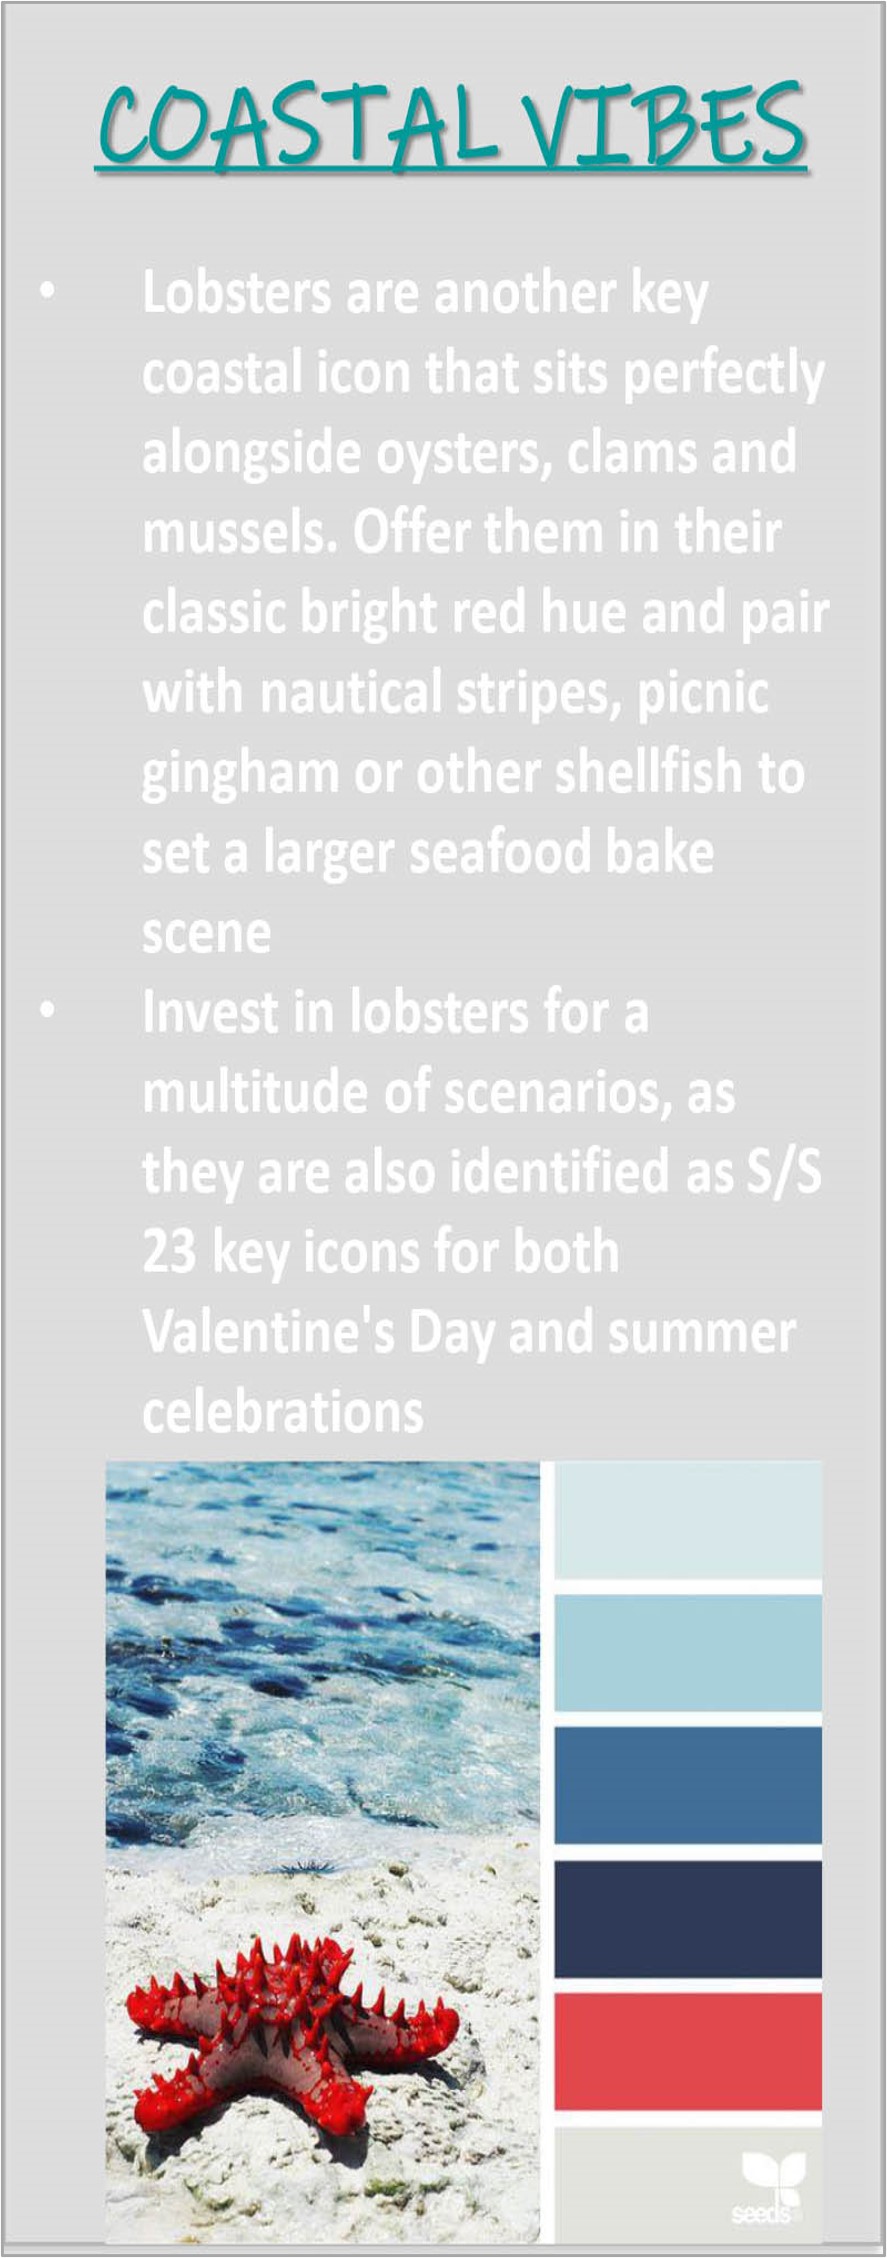 COASTAL VIBES
• Lobsters are another key
coastal icon that sits perfectly
alongside oysters, clams and
mussels. Offer them in their
classic bright red hue and pair
with nautical stripes, picnic
gingham or other shellfish to
set a larger seafood bake
scene
• Invest in lobsters for a
multitude of scenarios, as
they are also identified as S/S
23 key icons for both
Valentine's Day and summer
celebrations
seeds